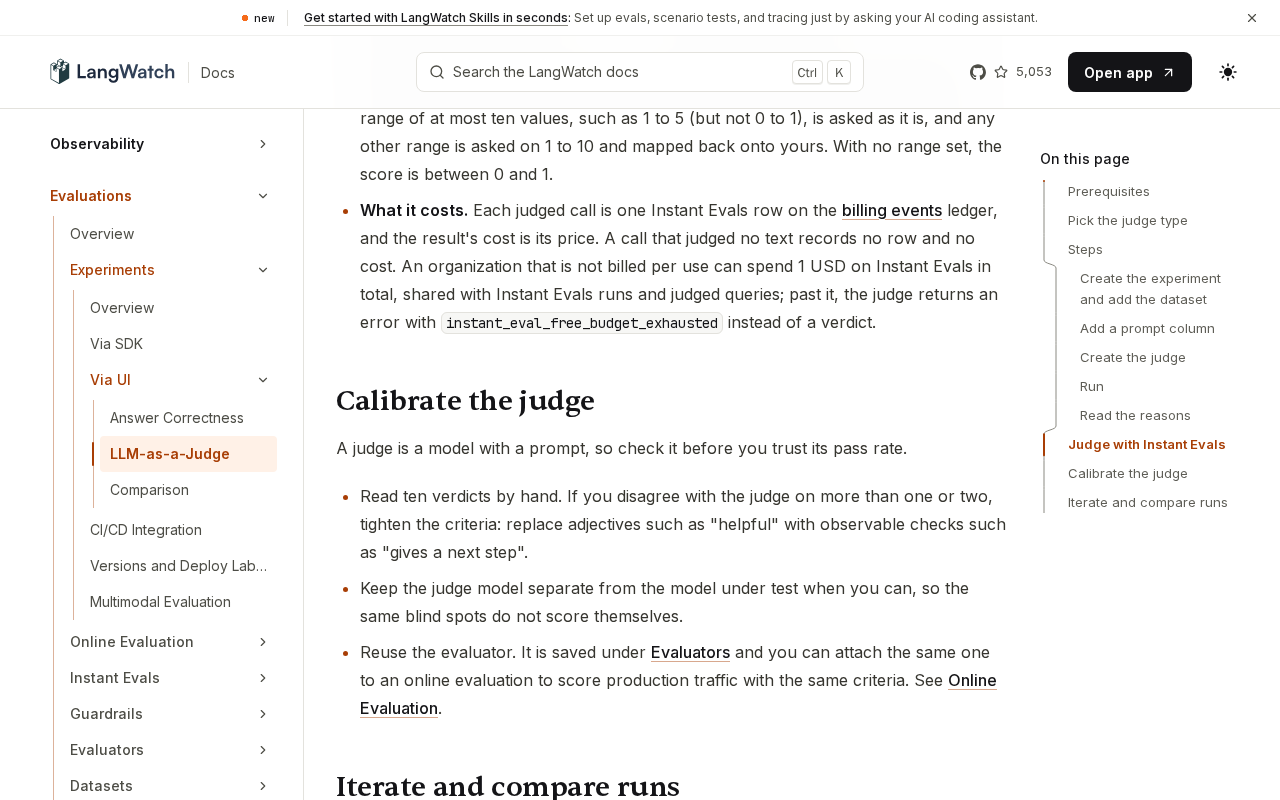 new
Get started with LangWatch Skills in seconds: Set up evals, scenario tests, and tracing just by asking your AI coding assistant.
LangWatch
Docs
Search the LangWatch docs
Ctrl
K
5,053
Open app
Observability
Evaluations
Overview
Experiments
Overview
Via SDK
Via UI
Answer Correctness
LLM-as-a-Judge
Comparison
CI/CD Integration
Versions and Deploy Lab…
Multimodal Evaluation
Online Evaluation
Instant Evals
Guardrails
Evaluators
Datasets
range of at most ten values, such as 1 to 5 (but not 0 to 1), is asked as it is, and any
other range is asked on 1 to 10 and mapped back onto yours. With no range set, the
score is between 0 and 1.
What it costs. Each judged call is one Instant Evals row on the billing events ledger,
and the result's cost is its price. A call that judged no text records no row and no
cost. An organization that is not billed per use can spend 1 USD on Instant Evals in
total, shared with Instant Evals runs and judged queries; past it, the judge returns an
error with instant_eval_free_budget_exhausted instead of a verdict.
Calibrate the judge
A judge is a model with a prompt, so check it before you trust its pass rate.
Read ten verdicts by hand. If you disagree with the judge on more than one or two,
tighten the criteria: replace adjectives such as "helpful" with observable checks such
as "gives a next step".
Keep the judge model separate from the model under test when you can, so the
same blind spots do not score themselves.
Reuse the evaluator. It is saved under Evaluators and you can attach the same one
to an online evaluation to score production traffic with the same criteria. See Online
Evaluation.
Iterate and compare runs
On this page
Prerequisites
Pick the judge type
Steps
Create the experiment
and add the dataset
Add a prompt column
Create the judge
Run
Read the reasons
Judge with Instant Evals
Calibrate the judge
Iterate and compare runs